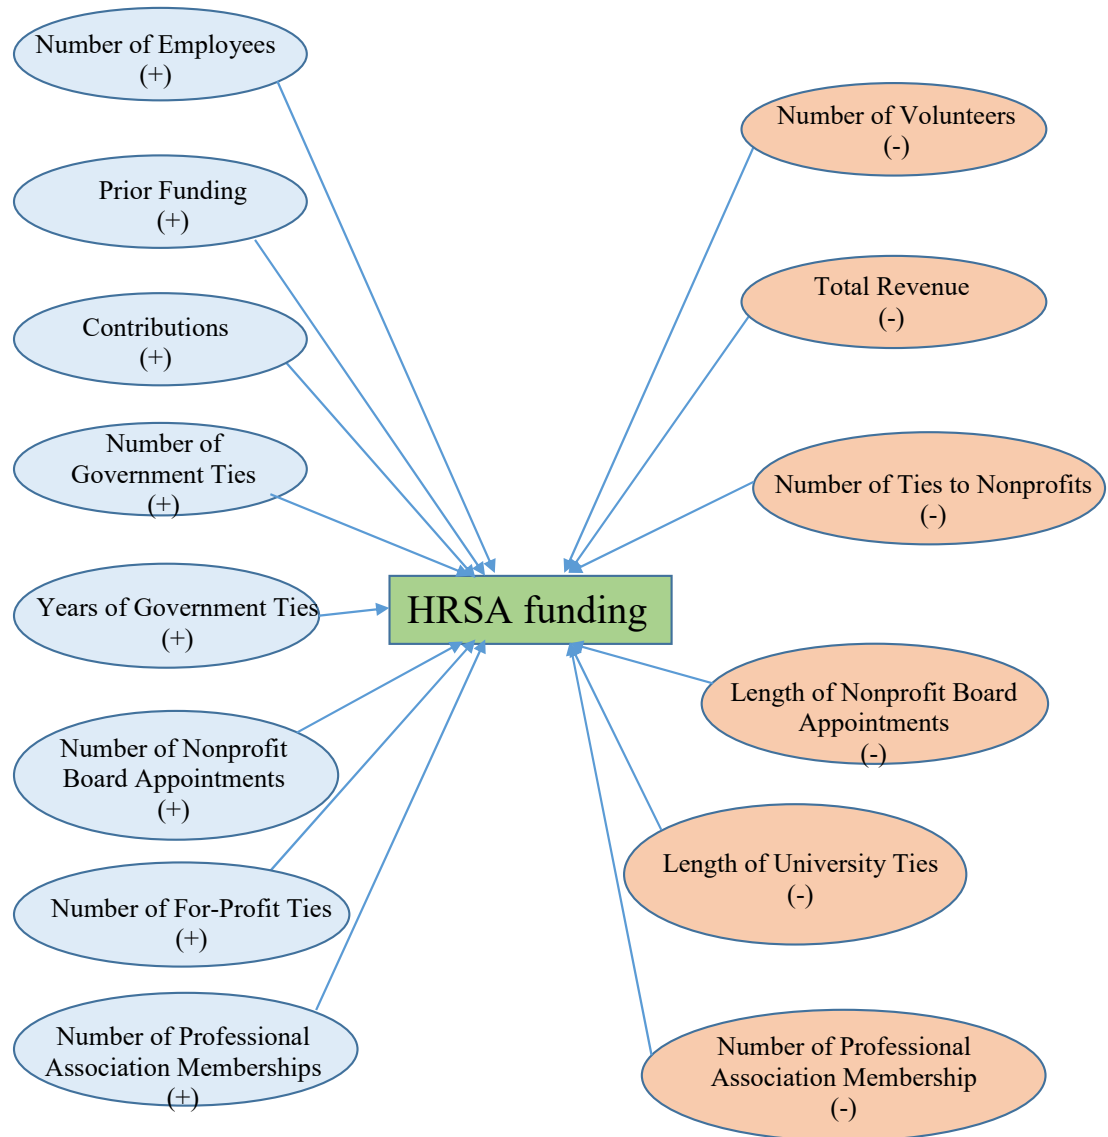 Number of Employees
(+)
Prior Funding
(+)
Contributions
(+)
Number of
Government Ties
(+)
Years of Government Ties
(+)
Number of Nonprofit
Board Appointments
(+)
Number of For-Profit Ties
(+)
Number of Professional
Association Memberships
(+)
HRSA funding
Number of Volunteers
(-)
Total Revenue
(-)
Number of Ties to Nonprofits
(-)
Length of Nonprofit Board
Appointments
(-)
Length of University Ties
(-)
Number of Professional
Association Membership
(-)